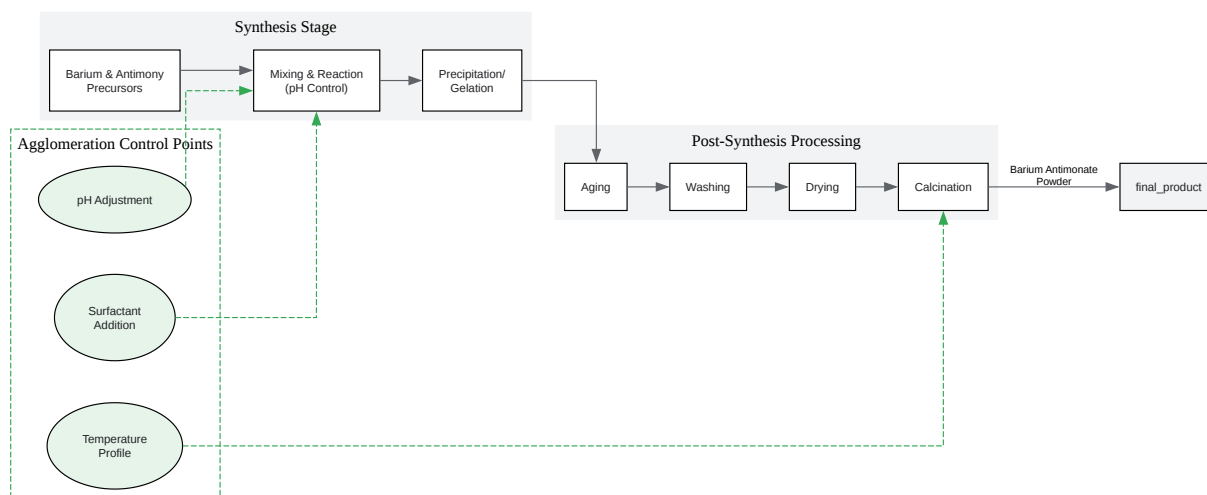 Synthesis Stage
Barium & Antimony
Precursors
Mixing & Reaction
(pH Control)
Precipitation/
Gelation
Agglomeration Control Points
pH Adjustment
Surfactant
Addition
Temperature
Profile
Post-Synthesis Processing
Aging
Washing
Drying
Calcination
Barium Antimonate
Powder
final_product